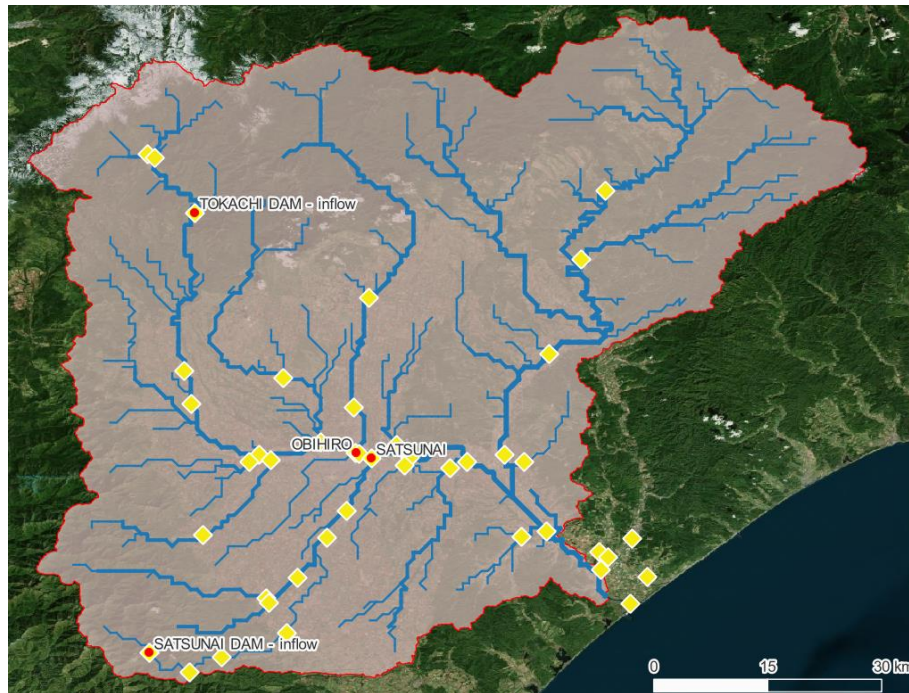 TOKACHI DAM - inflow
OBIHIRO
SATSUNAI
SATSUNAI DAM - inflow
0 15 30 km